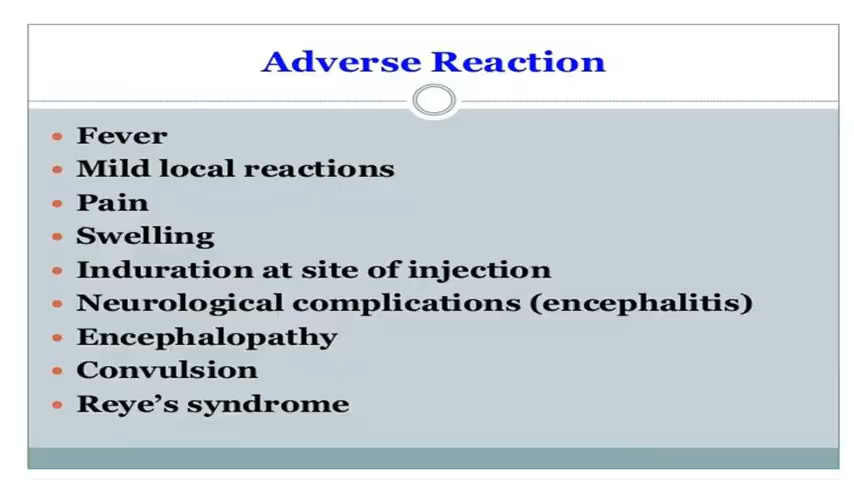 Adverse Reaction
• Fever
• Mild local reactions
• Pain
• Swelling
• Induration at site of injection
• Neurological complications (encephalitis)
• Encephalopathy
• Convulsion
• Reye’s syndrome